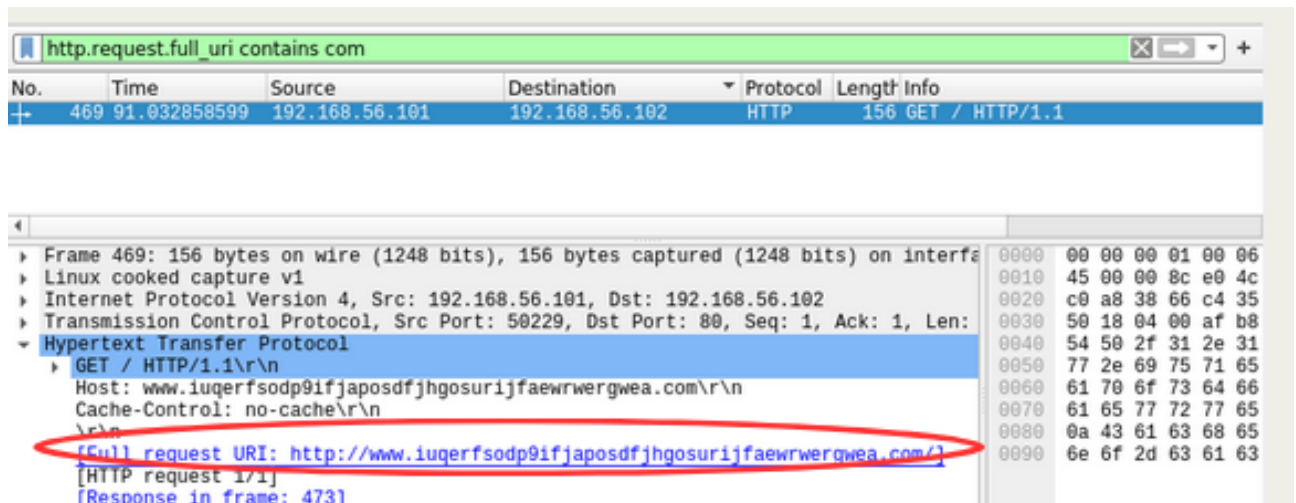 http.request.full_uri contains com
No. Time Source Destination Protocol Length Info
469 91.032858599 192.168.56.101 192.168.56.102 HTTP 156 GET / HTTP/1.1
Frame 469: 156 bytes on wire (1248 bits), 156 bytes captured (1248 bits) on interfa
Linux cooked capture v1
Internet Protocol Version 4, Src: 192.168.56.101, Dst: 192.168.56.102
Transmission Control Protocol, Src Port: 50229, Dst Port: 80, Seq: 1, Ack: 1, Len:
Hypertext Transfer Protocol
GET / HTTP/1.1\r\n
Host: www.iuqerfsodp9ifjaposdfjhgosurijfaewrwergwea.com\r\n
Cache-Control: no-cache\r\n
\r\n
[Full request URI: http://www.iuqerfsodp9ifjaposdfjhgosurijfaewrwergwea.com/]
[HTTP request 1/1]
[Response in frame: 473]
0000 00 00 00 01 00 06
0010 45 00 00 8c e0 4c
0020 c0 a8 38 66 c4 35
0030 50 18 04 00 af b8
0040 54 50 2f 31 2e 31
0050 77 2e 69 75 71 65
0060 61 70 6f 73 64 66
0070 61 65 77 72 77 65
0080 0a 43 61 63 68 65
0090 6e 6f 2d 63 61 63